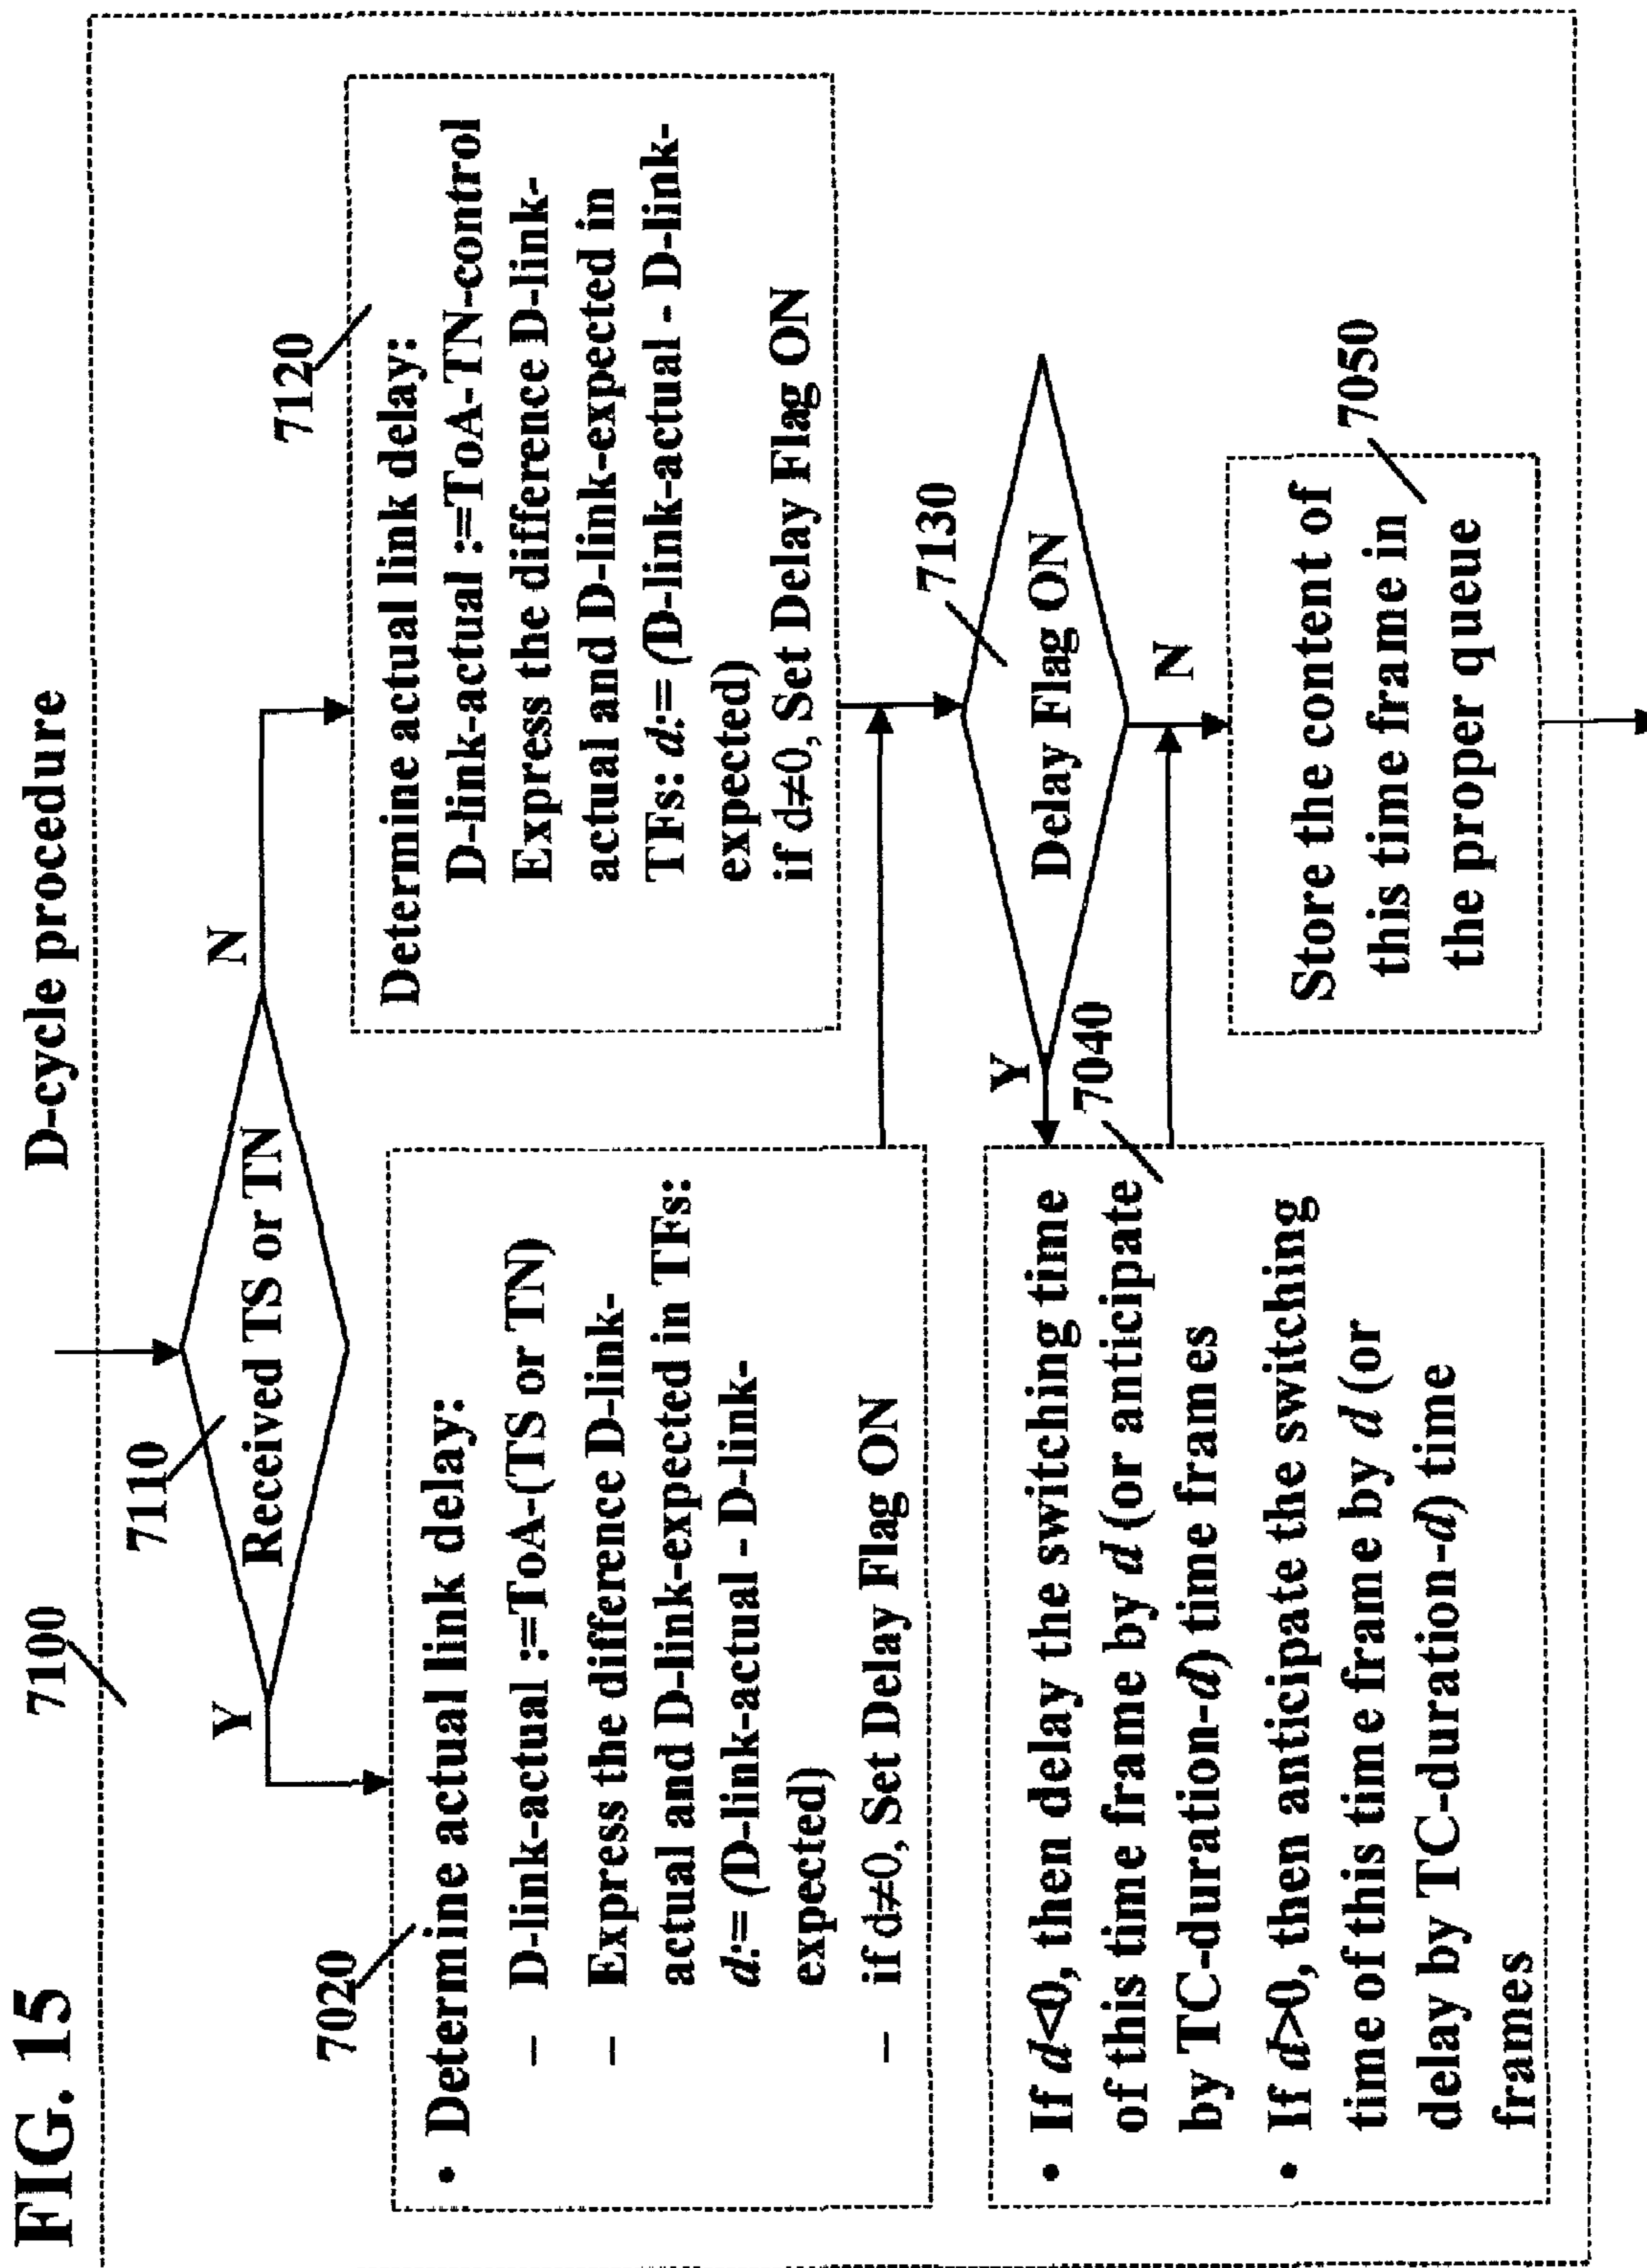 FIG. 15
D-cycle procedure
7100
7110
Received TS or TN
Y
N
7020
• Determine actual link delay:
– D-link-actual :=ToA-(TS or TN)
– Express the difference D-link-
actual and D-link-expected in TFs:
d:= (D-link-actual - D-link-
expected)
– if d≠0, Set Delay Flag ON
7120
Determine actual link delay:
D-link-actual :=ToA-TN-control
Express the difference D-link-
actual and D-link-expected in
TFs: d:= (D-link-actual - D-link-
expected)
if d≠0, Set Delay Flag ON
7130
Delay Flag ON
Y
N
7040
• If d<0, then delay the switching time
of this time frame by d (or anticipate
by TC-duration-d) time frames
• If d>0, then anticipate the switching
time of this time frame by d (or
delay by TC-duration-d) time
frames
7050
Store the content of
this time frame in
the proper queue